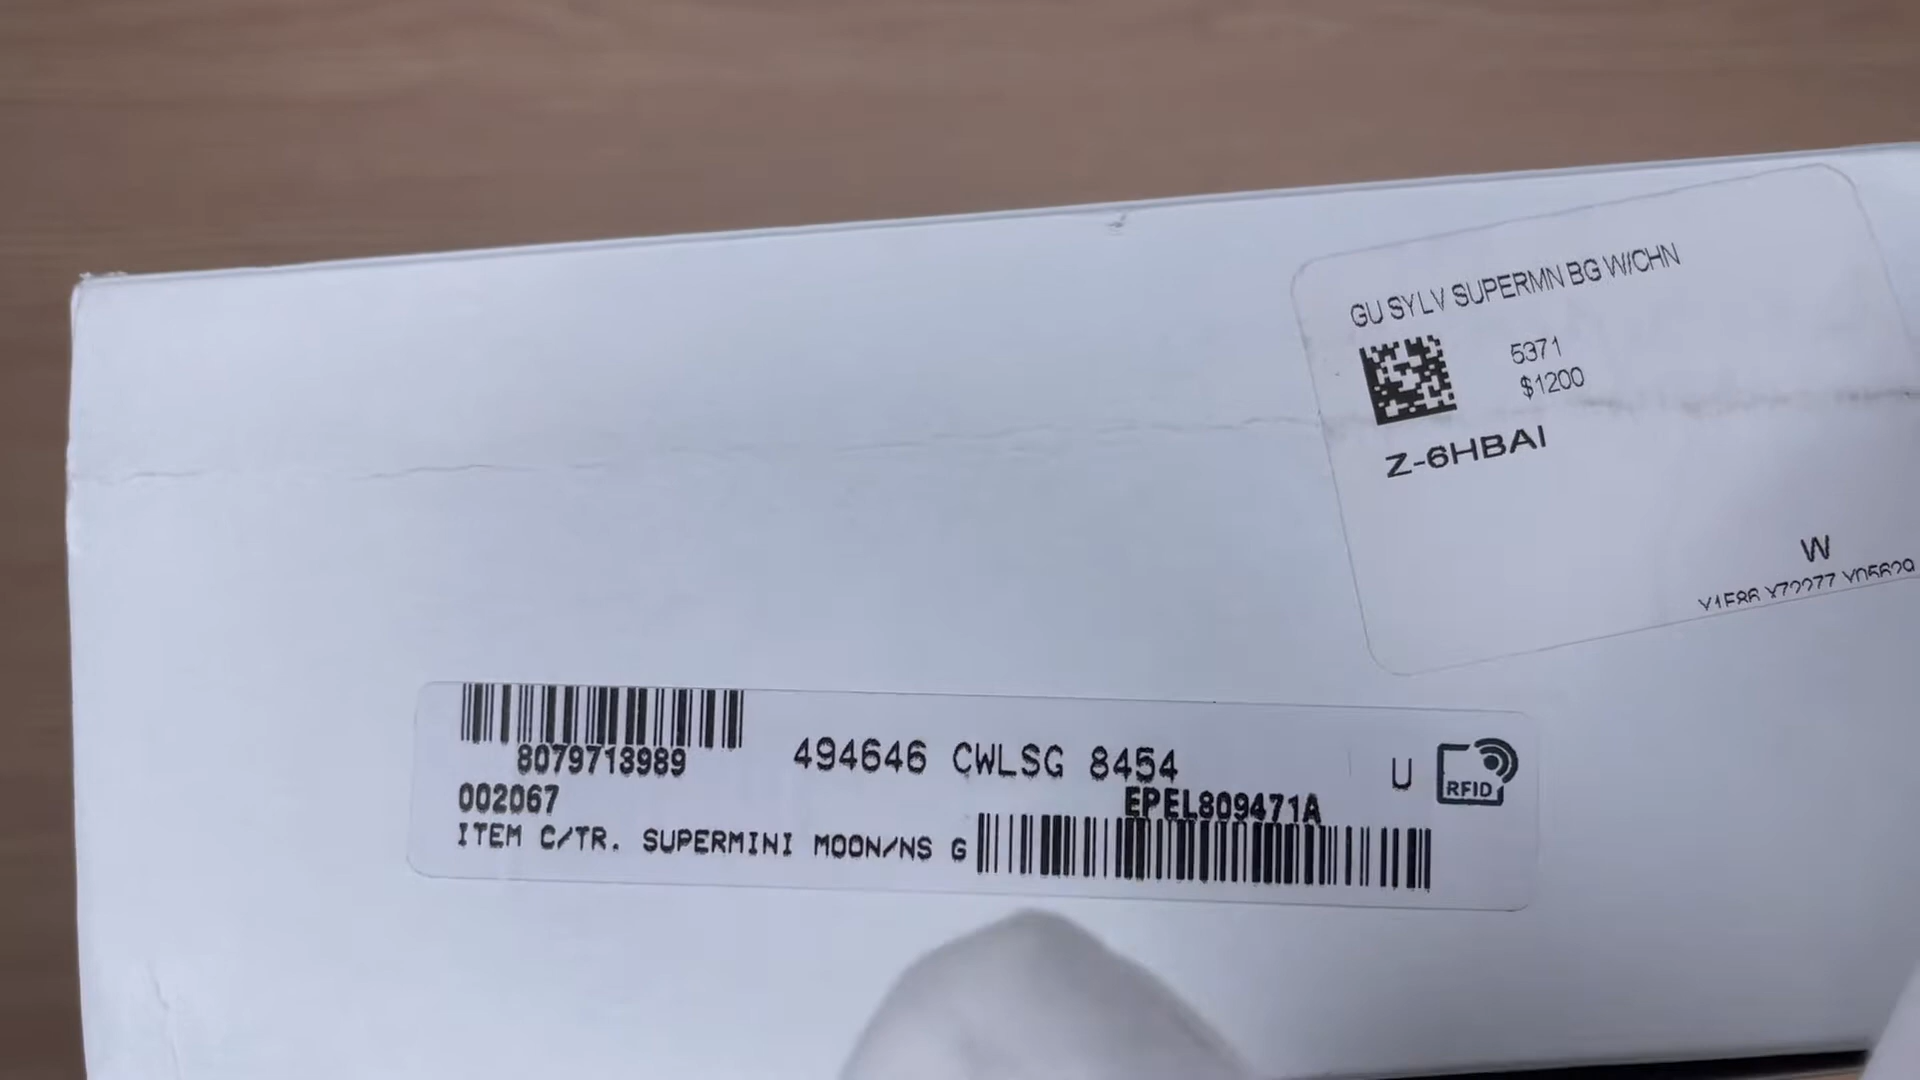 GU SYLV SUPERMN BG W/CHN
5371
$1200
Z-6HBAI
W
8079713989
494646 CWLSG 8454
U
RFID
002067
EPEL809471A
ITEM C/TR. SUPERMINI MOON/NS G